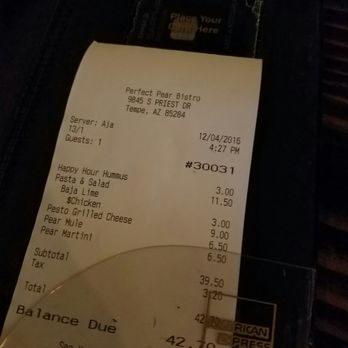 Place Your
Card Here
Perfect Pear Bistro
9845 S PRIEST DR
Tempe, AZ 85284
Server: Aja
12/04/2016
13/1
4:27 PM
Guests: 1
#30031
Happy Hour Hummus 3.00
Pasta & Salad 11.50
Baja Lime
$Chicken 3.00
Pesto Grilled Cheese 9.00
Pear Mule 6.50
Pear Martini 6.50
Subtotal 39.50
Tax 3.20
Total
Balance Due 42.70